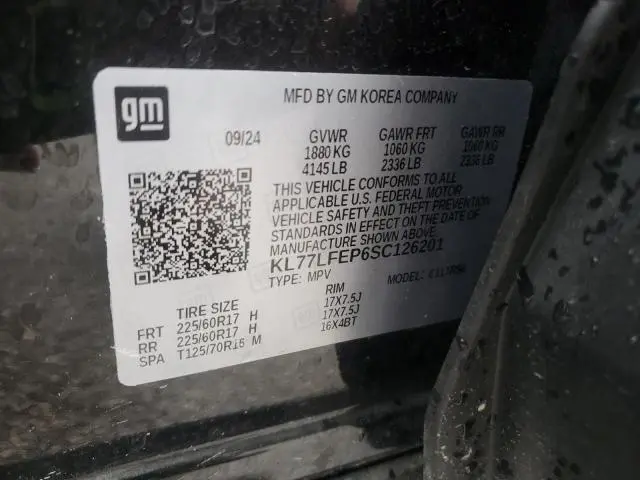 gm
MFD BY GM KOREA COMPANY
09/24 GVWR GAWR FRT GAWR RR
1880 KG 1060 KG 1060 KG
4145 LB 2336 LB 2336 LB
THIS VEHICLE CONFORMS TO ALL
APPLICABLE U.S. FEDERAL MOTOR
VEHICLE SAFETY AND THEFT PREVENTION
STANDARDS IN EFFECT ON THE DATE OF
MANUFACTURE SHOWN ABOVE.
KL77LFEP6SC126201
TYPE: MPV MODEL:
TIRE SIZE RIM
FRT 225/60R17 H 17X7.5J
RR 225/60R17 H 17X7.5J
SPA T125/70R16 M 16X4BT